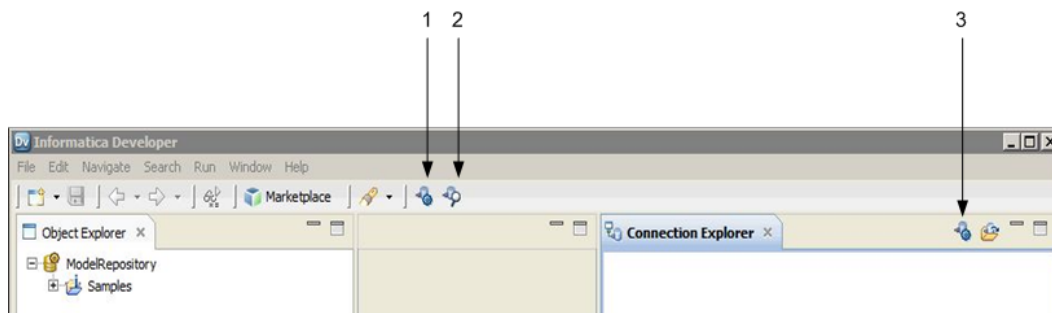 1 2 3
Dv Informatica Developer
File Edit Navigate Search Run Window Help
Marketplace
Object Explorer
Connection Explorer
ModelRepository
Samples